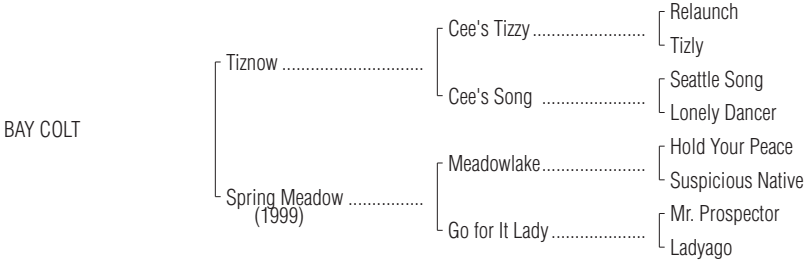 Relaunch
Cee's Tizzy ........................
Tizly
Tiznow ..............................
Seattle Song
Cee's Song ......................
Lonely Dancer
BAY COLT
Hold Your Peace
Meadowlake......................
Suspicious Native
Spring Meadow ................
(1999)
Mr. Prospector
Go for It Lady ....................
Ladyago